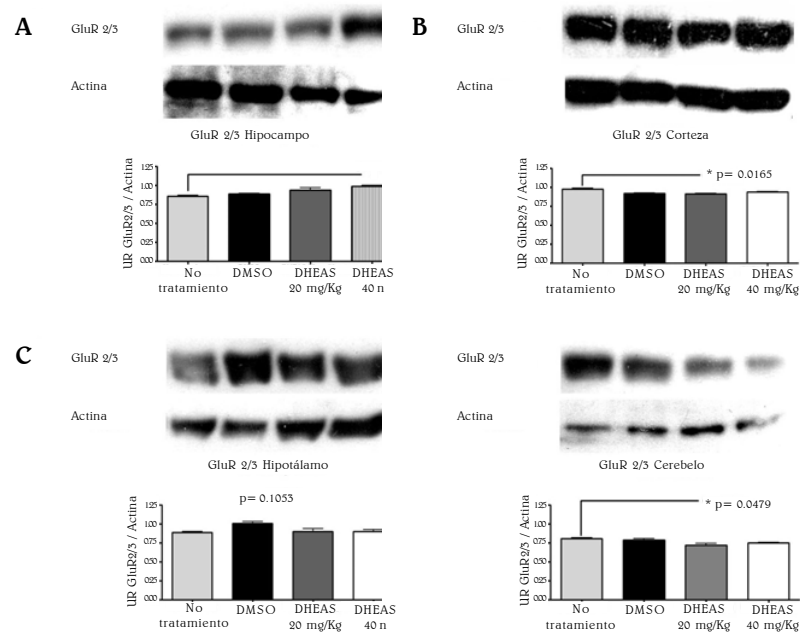 A
GluR 2/3
Actina
GluR 2/3 Hipocampo
UR GluR2/3 / Actina
1.25
1.00
0.75
0.50
0.25
0.00
No
tratamiento
DMSO
DHEAS
20 mg/Kg
DHEAS
40 n
B
GluR 2/3
Actina
GluR 2/3 Corteza
* p= 0.0165
UR GluR2/3 / Actina
1.25
1.00
0.75
0.50
0.25
0.00
No
tratamiento
DMSO
DHEAS
20 mg/Kg
DHEAS
40 mg/Kg
C
GluR 2/3
Actina
GluR 2/3 Hipotálamo
p= 0.1053
UR GluR2/3 / Actina
1.25
1.00
0.75
0.50
0.25
0.00
No
tratamiento
DMSO
DHEAS
20 mg/Kg
DHEAS
40 n
GluR 2/3
Actina
GluR 2/3 Cerebelo
* p= 0.0479
UR GluR2/3 / Actina
1.25
1.00
0.75
0.50
0.25
0.00
No
tratamiento
DMSO
DHEAS
20 mg/Kg
DHEAS
40 mg/Kg